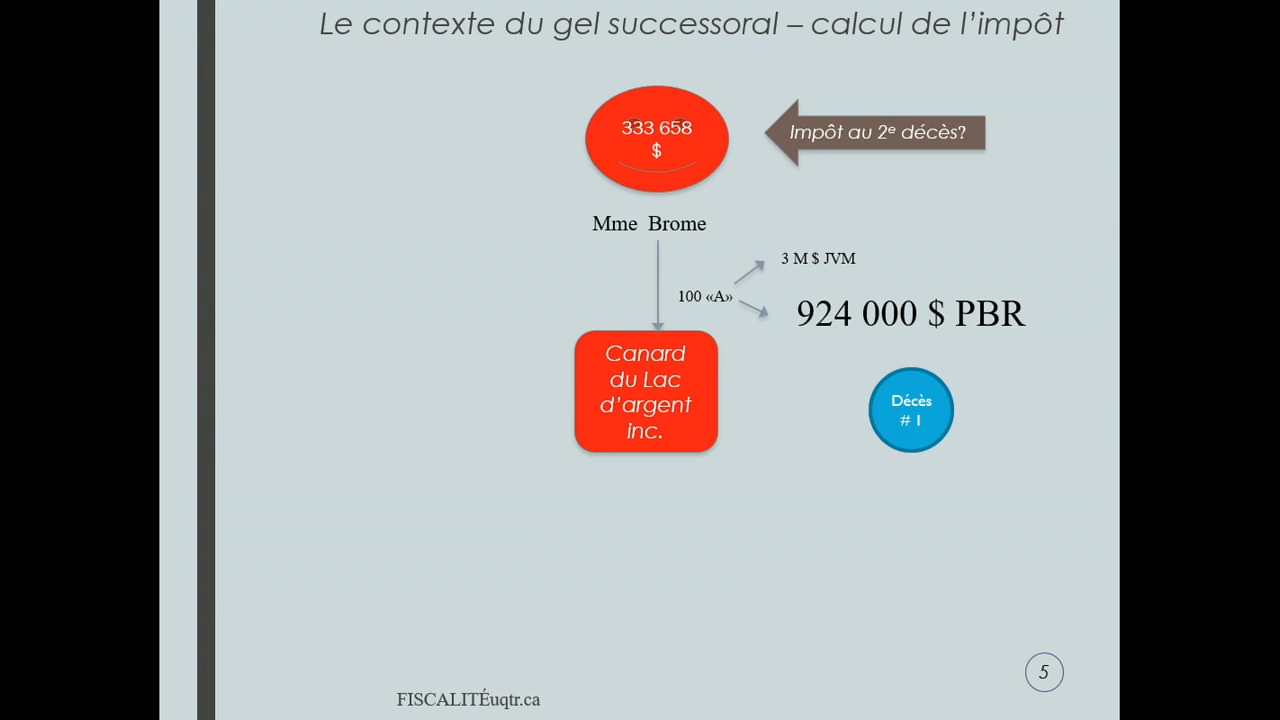 Le contexte du gel successoral – calcul de l'impôt
333 658
$
Impôt au 2e décès?
Mme Brome
3 M $ JVM
100 «A»
924 000 $ PBR
Canard
du Lac
d'argent
inc.
Décès
# 1
5
FISCALITÉuqtr.ca